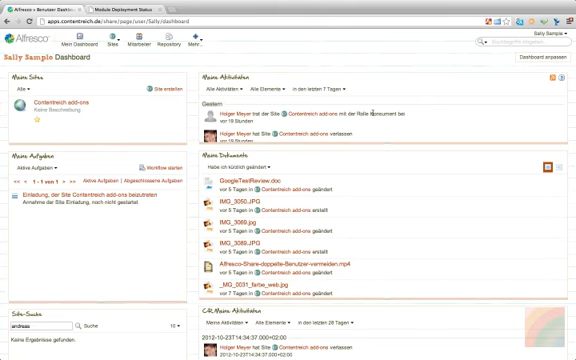 Alfresco » Benutzer Dashboard
Module Deployment Status
apps.contentreich.de/share/page/user/Sally/dashboard
Sally Sample
Alfresco
Mein Dashboard
Sites
Mitarbeiter
Repository
Mehr..
Sally Sample Dashboard
Dashboard anpassen
Meine Sites
Alle
Site erstellen
Contentreich add-ons
Keine Beschreibung
Meine Aktivitäten
Alle Aktivitäten
Alle Elemente
in den letzten 7 Tagen
Gestern
Holger Meyer trat der Site Contentreich add-ons mit der Rolle Konsument bei
vor 19 Stunden
Holger Meyer hat Site Contentreich add-ons verlassen
Meine Aufgaben
Aktive Aufgaben
Workflow starten
<< < 1 - 1 von 1 > >>
Aktive Aufgaben | Abgeschlossene Aufgaben
Einladung, der Site Contentreich add-ons beizutreten
Annahme der Site Einladung, noch nicht gestartet
Meine Dokumente
Habe ich kürzlich geändert
GoogleTestReview.doc
vor 5 Tagen in Contentreich add-ons geändert
IMG_3050.JPG
vor 5 Tagen in Contentreich add-ons erstellt
IMG_3089.jpg
vor 5 Tagen in Contentreich add-ons geändert
IMG_3089.JPG
vor 5 Tagen in Contentreich add-ons erstellt
Alfresco-Share-doppelte-Benutzer-vermeiden.mp4
vor 5 Tagen in Contentreich add-ons geändert
_MG_0031_farbe_web.jpg
vor 7 Tagen in Contentreich add-ons geändert
Site-Suche
andreas
Suche
10
Keine Ergebnisse gefunden.
CR Meine Aktivitäten
Meine Aktivitäten
Alle Elemente
in den letzten 28 Tagen
2012-10-23T14:34:37.000+02:00
Holger Meyer hat Site Contentreich add-ons verlassen
2012-10-23T14:34:37.000+02:00